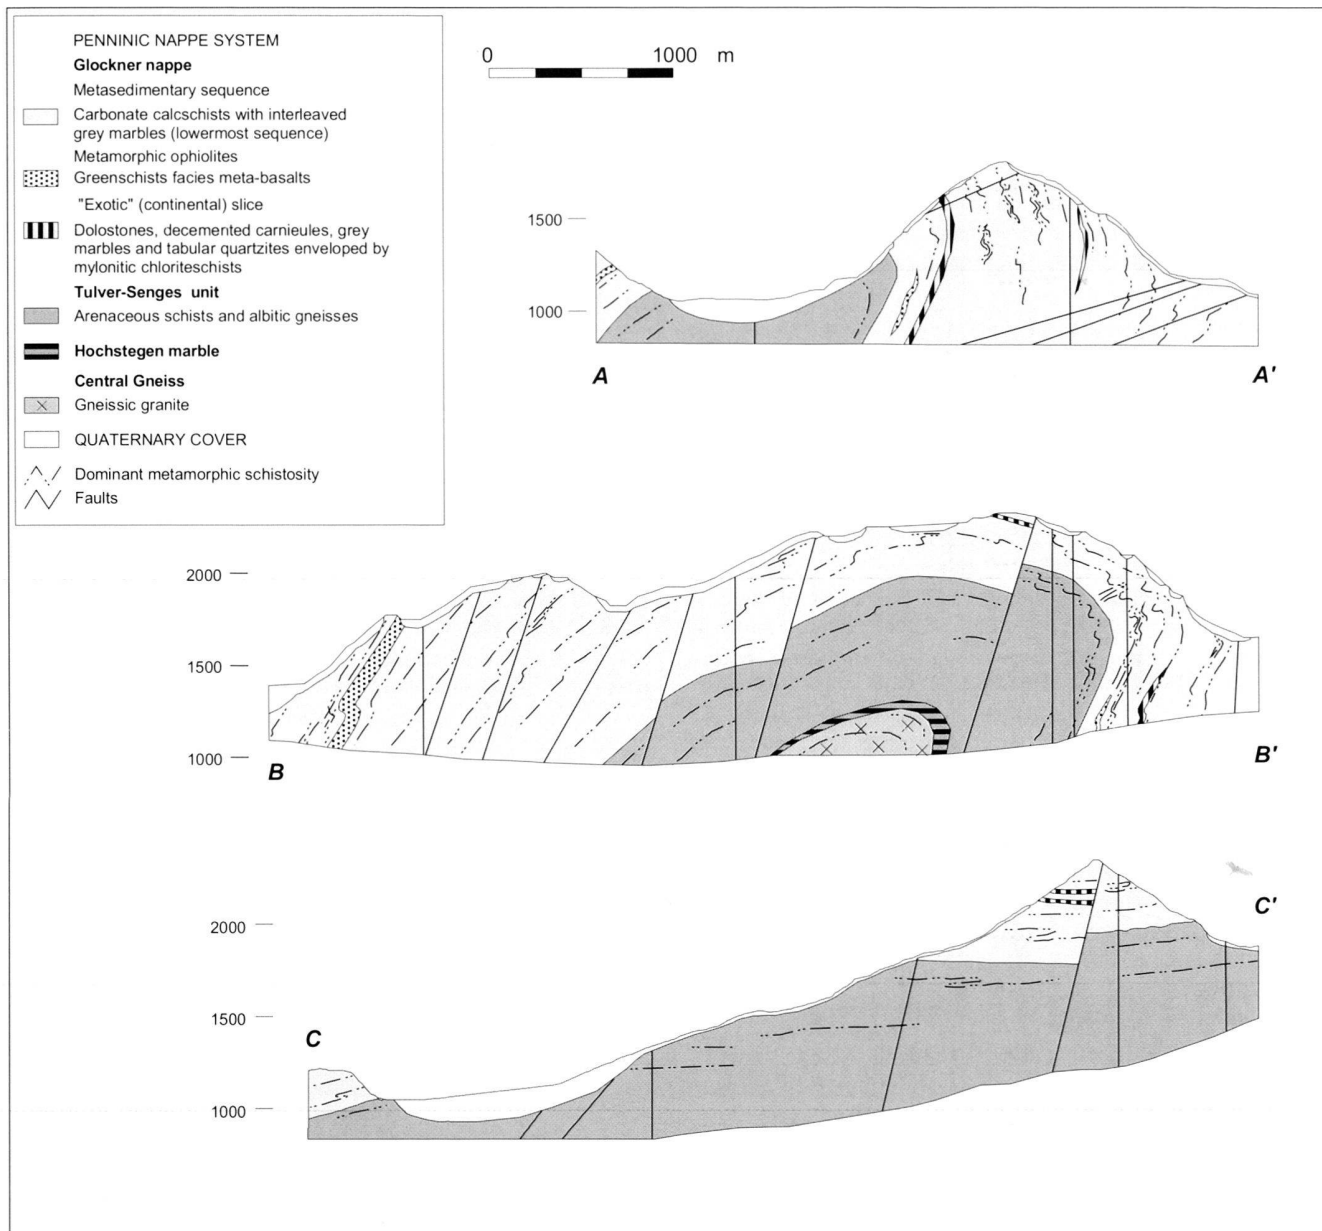 PENNINIC NAPPE SYSTEM
Glockner nappe
Metasedimentary sequence
Carbonate calcschists with interleaved
grey marbles (lowermost sequence)
Metamorphic ophiolites
Greenschists facies meta-basalts
"Exotic" (continental) slice
Dolostones, decemented carnieules, grey
marbles and tabular quartzites enveloped by
mylonitic chloriteschists
Tulver-Senges unit
Arenaceous schists and albitic gneisses
Hochstegen marble
Central Gneiss
Gneissic granite
QUATERNARY COVER
Dominant metamorphic schistosity
Faults
0 1000 m
1500
1000
A A'
2000
1500
1000
B B'
C'
2000
1500
C
1000